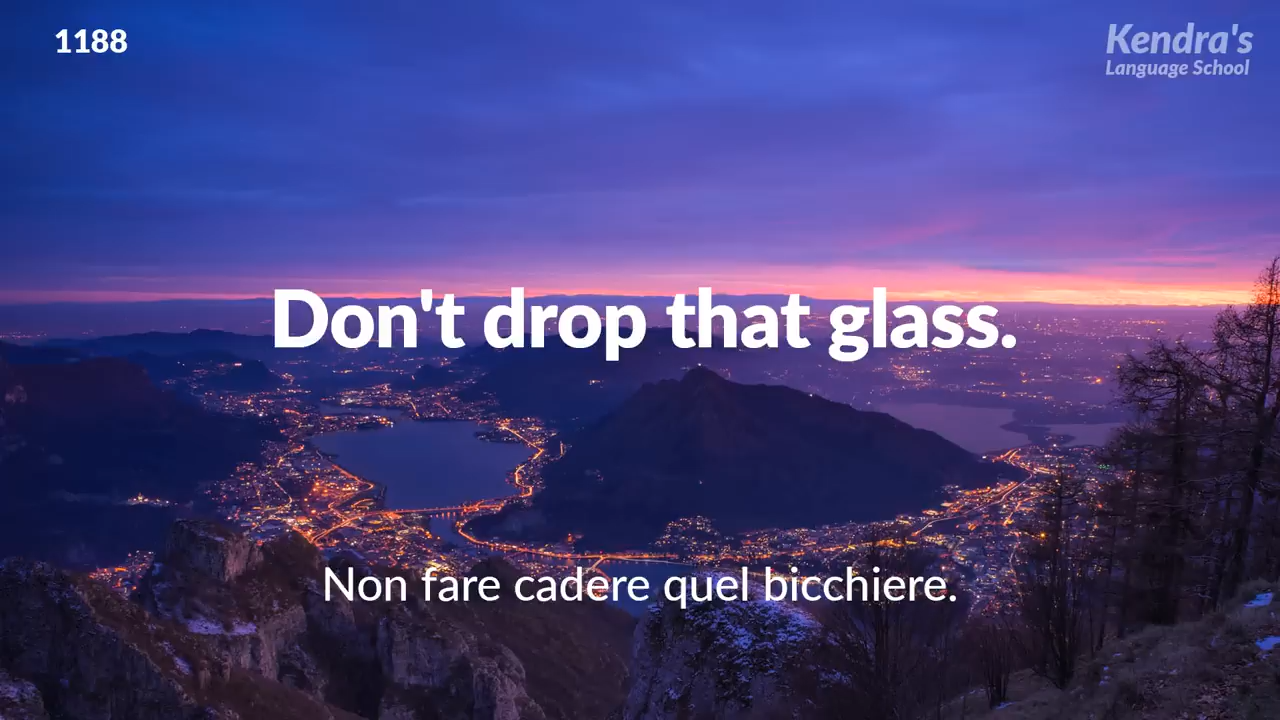 1188
Kendra's
Language School
Don't drop that glass.
Non fare cadere quel bicchiere.